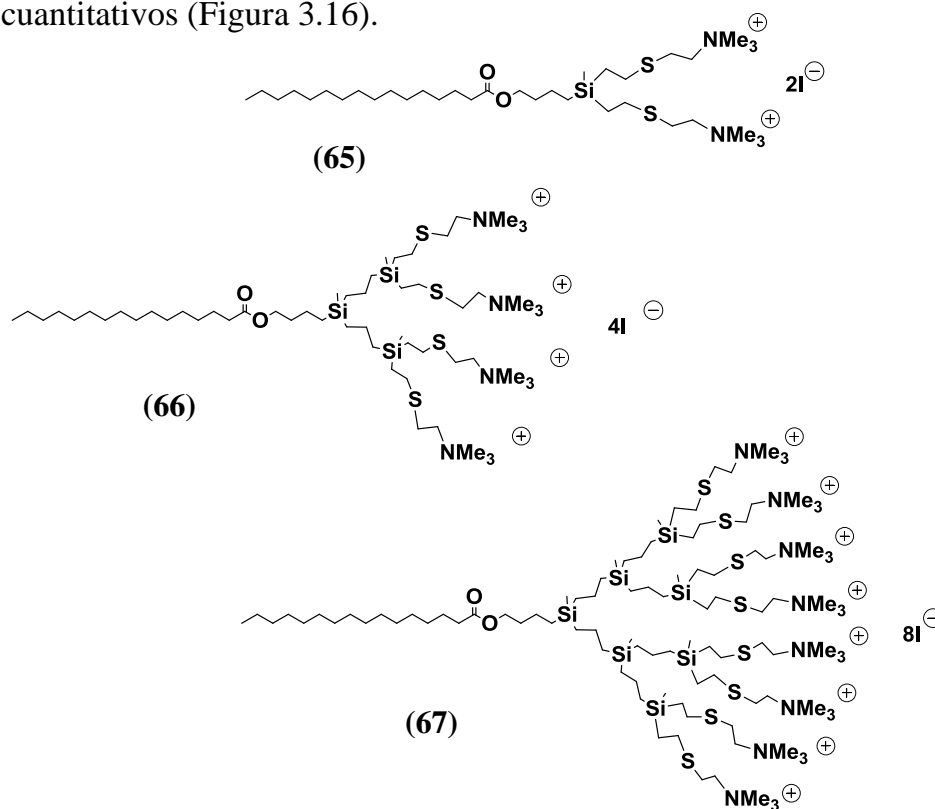 cuantitativos (Figura 3.16).
NMe₃ ⊕
S
O
O
Si
2I ⊖
S
NMe₃ ⊕
(65)
NMe₃ ⊕
S
Si
S
NMe₃ ⊕
O
O
Si
4I ⊖
Si
S
NMe₃ ⊕
S
NMe₃ ⊕
(66)
NMe₃ ⊕
S
NMe₃ ⊕
S
Si
NMe₃ ⊕
S
Si
Si
S
NMe₃ ⊕
O
O
Si
8I ⊖
Si
Si
S
NMe₃ ⊕
S
NMe₃ ⊕
Si
S
NMe₃ ⊕
S
NMe₃ ⊕
(67)